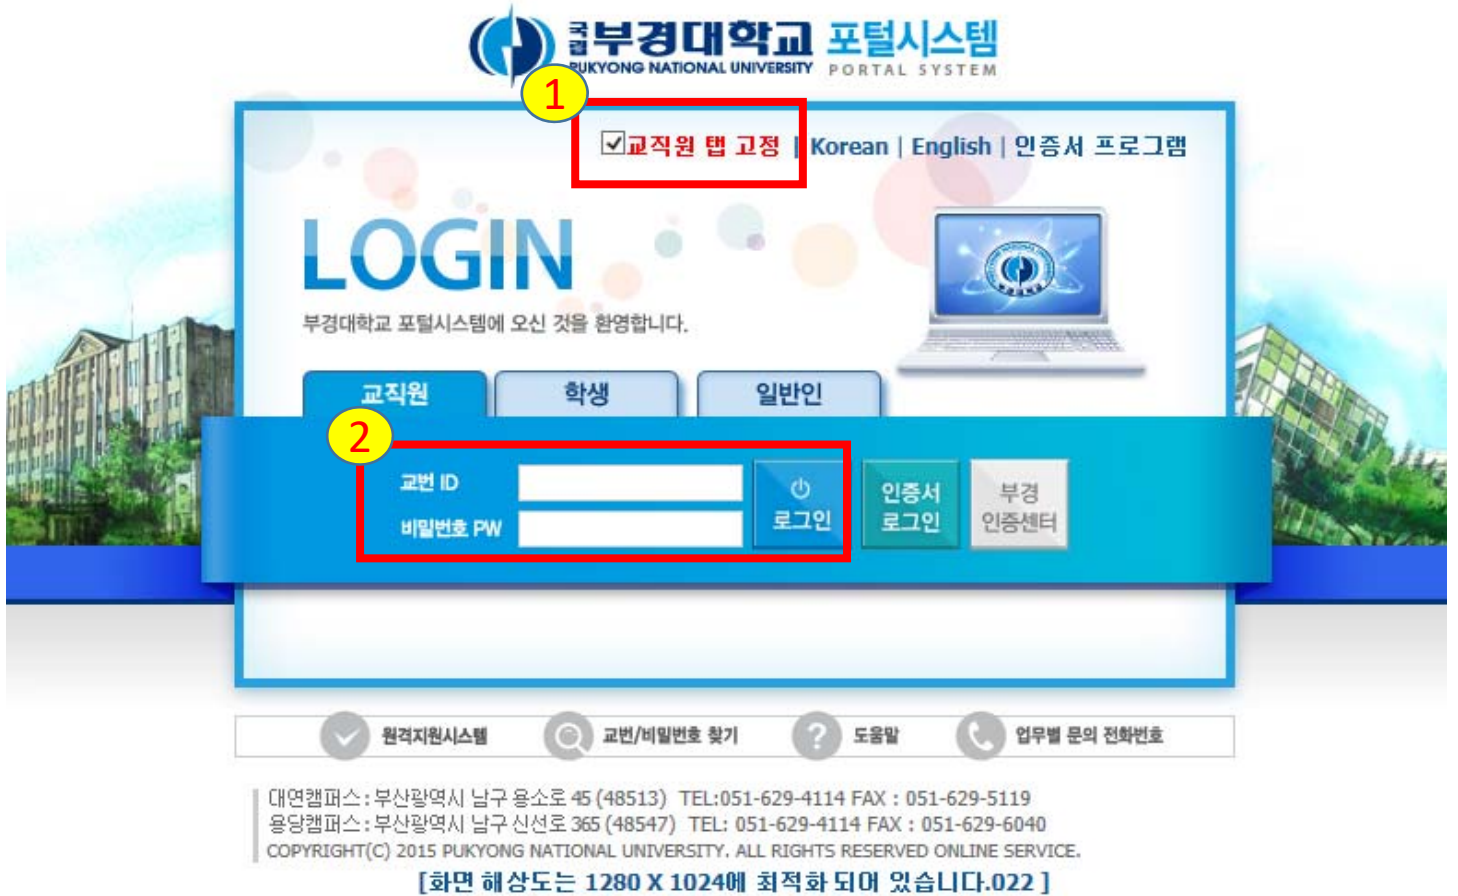 국립부경대학교 포털시스템
PUKYONG NATIONAL UNIVERSITY PORTAL SYSTEM
1
교직원 탭 고정 | Korean | English | 인증서 프로그램
LOGIN
부경대학교 포털시스템에 오신 것을 환영합니다.
교직원 학생 일반인
2
교번 ID
비밀번호 PW
로그인
인증서
로그인
부경
인증센터
원격지원시스템 교번/비밀번호 찾기 ? 도움말 업무별 문의 전화번호
대연캠퍼스 : 부산광역시 남구 용소로 45 (48513) TEL:051-629-4114 FAX : 051-629-5119
용당캠퍼스 : 부산광역시 남구 신선로 365 (48547) TEL: 051-629-4114 FAX : 051-629-6040
COPYRIGHT(C) 2015 PUKYONG NATIONAL UNIVERSITY. ALL RIGHTS RESERVED ONLINE SERVICE.
[화면 해상도는 1280 X 1024에 최적화 되어 있습니다.022 ]